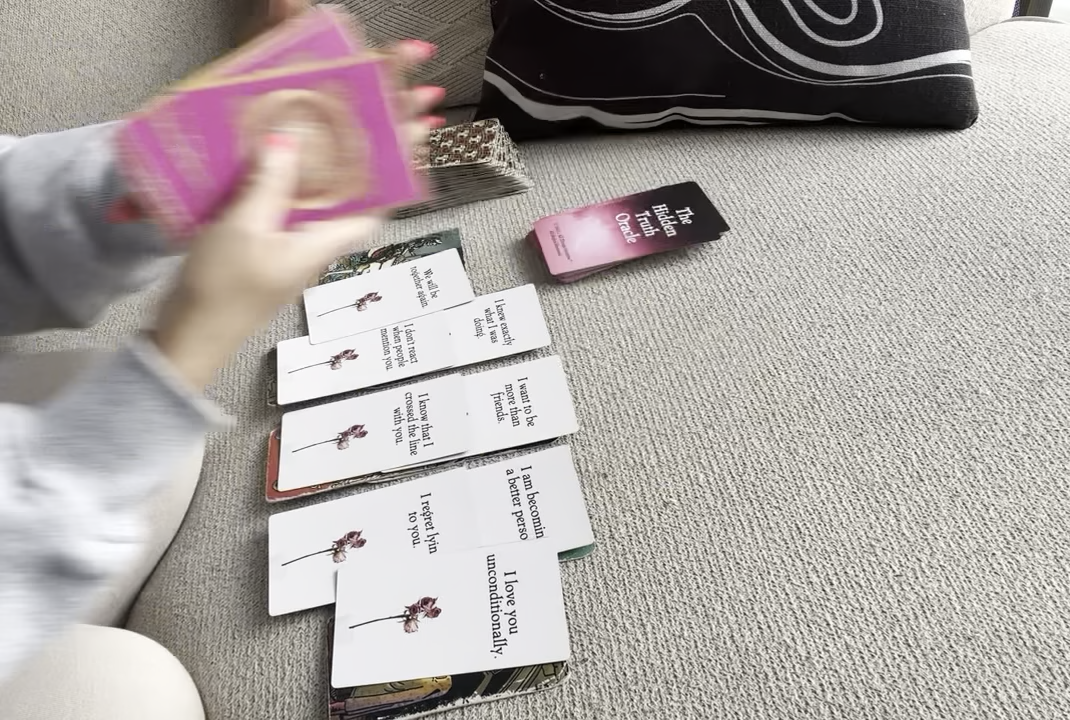 The
Hidden
Truth
Oracle
We will be
together again.
I knew exactly
what I was
doing.
I don't react
when people
mention you.
I want to be
more than
friends.
I know that I
crossed the line
with you.
I am becomin
a better perso
I regret lyin
to you.
I love you
unconditionally.